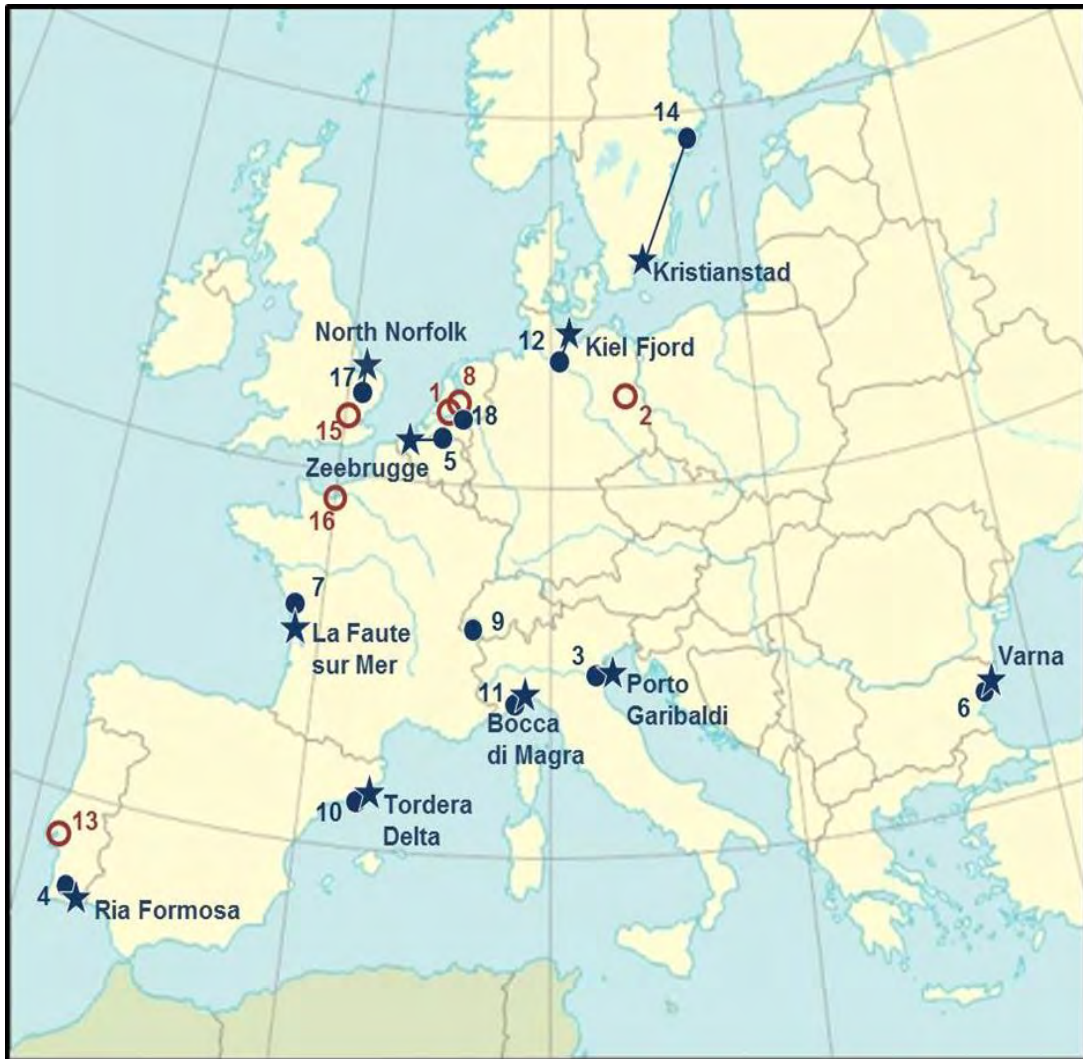 14
Kristianstad
North Norfolk
12
Kiel Fjord
17
1
8
15
18
2
Zeebrugge
5
16
7
La Faute
sur Mer
9
3
Varna
Porto
Garibaldi
11
6
Bocca
di Magra
10
Tordera
Delta
13
4
Ria Formosa